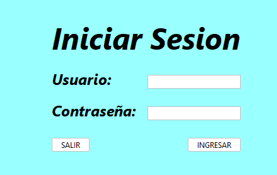 Iniciar Sesion
Usuario:
Contraseña:
SALIR INGRESAR